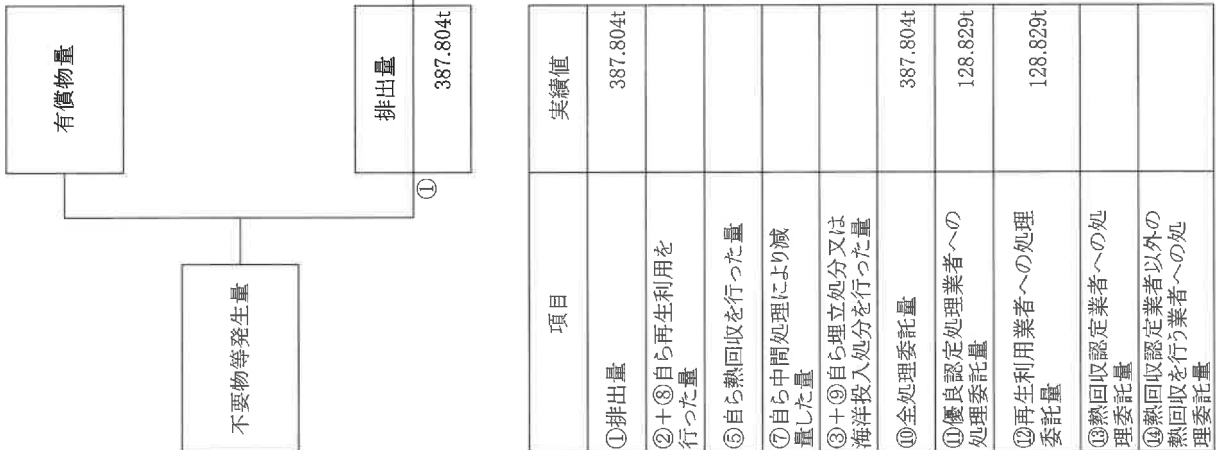 不要物等発生量
有償物量
排出量
①
387.804t
項目
実績値
①排出量
387.804t
②+⑧自ら再生利用を
行った量
⑤自ら熱回収を行った量
⑦自ら中間処理により減
量した量
③+⑨自ら埋立処分又は
海洋投入処分を行った量
⑩全処理委託量
387.804t
⑪優良認定処理業者への
処理委託量
128.829t
⑫再生利用業者への処理
委託量
128.829t
⑬熱回収認定業者への処
理委託量
⑭熱回収認定業者以外の
熱回収を行う業者への処
理委託量